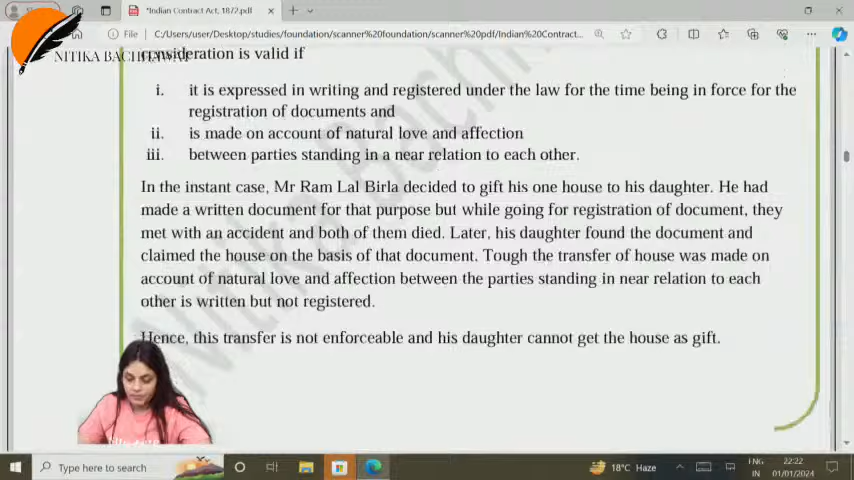 *Indian Contract Act, 1872.pdf
File
C:/Users/user/Desktop/studies/foundation/scanner%20foundation/scanner%20pdf/Indian%20Contract...
NITIKA BACHHAWAT
consideration is valid if
i. it is expressed in writing and registered under the law for the time being in force for the
registration of documents and
ii. is made on account of natural love and affection
iii. between parties standing in a near relation to each other.
In the instant case, Mr Ram Lal Birla decided to gift his one house to his daughter. He had
made a written document for that purpose but while going for registration of document, they
met with an accident and both of them died. Later, his daughter found the document and
claimed the house on the basis of that document. Tough the transfer of house was made on
account of natural love and affection between the parties standing in near relation to each
other is written but not registered.
Hence, this transfer is not enforceable and his daughter cannot get the house as gift.
Type here to search
18°C Haze
ENG
IN
22:22
01/01/2024